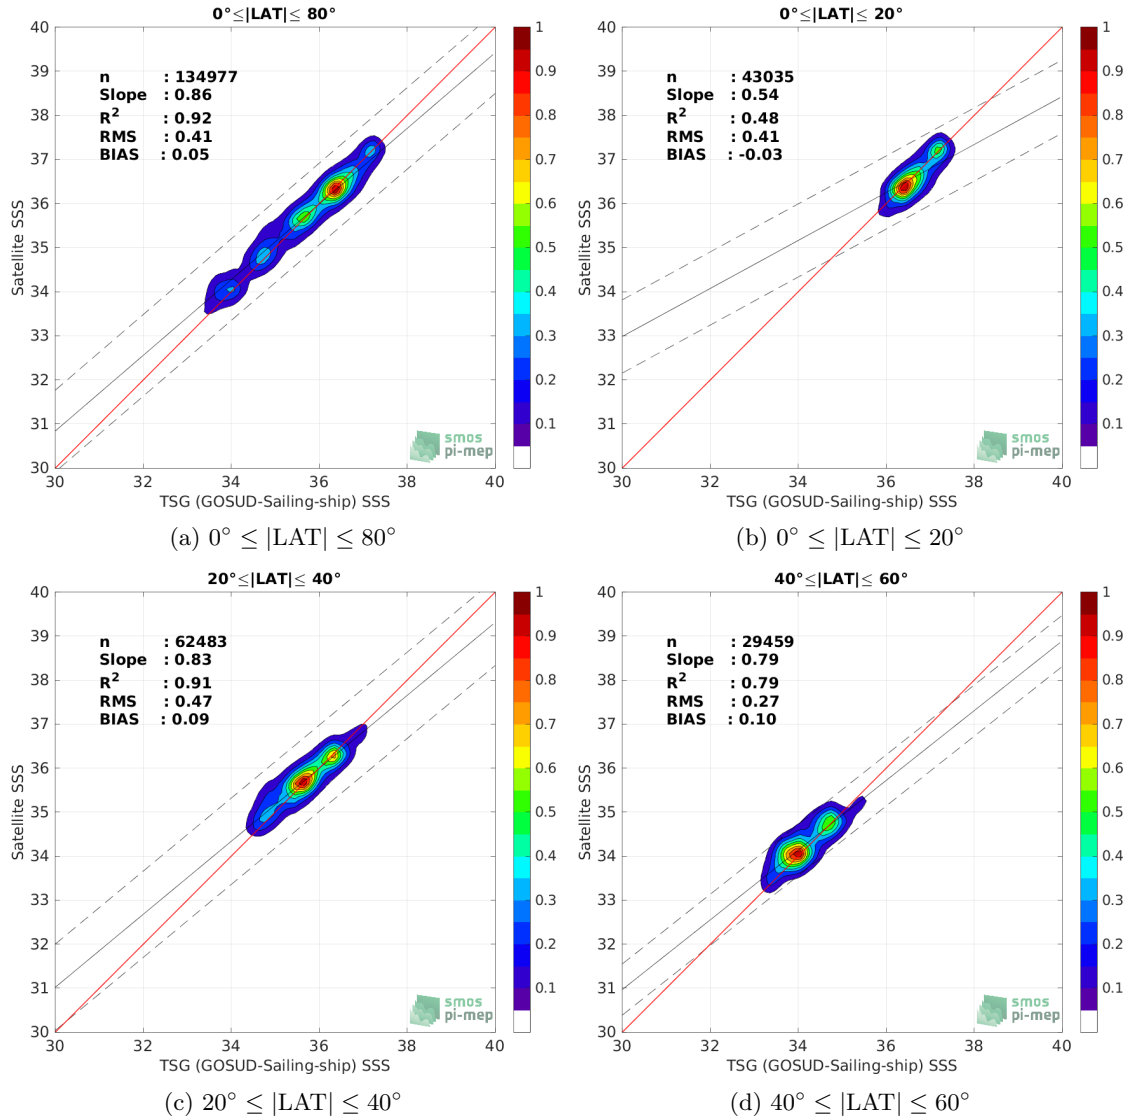 0°≤|LAT|≤ 80°
40
39
38
37
36
35
34
33
32
31
30
n : 134977
Slope : 0.86
R² : 0.92
RMS : 0.41
BIAS : 0.05
Satellite SSS
smos
pi-mep
30 32 34 36 38 40
TSG (GOSUD-Sailing-ship) SSS
1
0.9
0.8
0.7
0.6
0.5
0.4
0.3
0.2
0.1
(a) 0° ≤ |LAT| ≤ 80°
0°≤|LAT|≤ 20°
40
39
38
37
36
35
34
33
32
31
30
n : 43035
Slope : 0.54
R² : 0.48
RMS : 0.41
BIAS : -0.03
Satellite SSS
smos
pi-mep
30 32 34 36 38 40
TSG (GOSUD-Sailing-ship) SSS
1
0.9
0.8
0.7
0.6
0.5
0.4
0.3
0.2
0.1
(b) 0° ≤ |LAT| ≤ 20°
20°≤|LAT|≤ 40°
40
39
38
37
36
35
34
33
32
31
30
n : 62483
Slope : 0.83
R² : 0.91
RMS : 0.47
BIAS : 0.09
Satellite SSS
smos
pi-mep
30 32 34 36 38 40
TSG (GOSUD-Sailing-ship) SSS
1
0.9
0.8
0.7
0.6
0.5
0.4
0.3
0.2
0.1
(c) 20° ≤ |LAT| ≤ 40°
40°≤|LAT|≤ 60°
40
39
38
37
36
35
34
33
32
31
30
n : 29459
Slope : 0.79
R² : 0.79
RMS : 0.27
BIAS : 0.10
Satellite SSS
smos
pi-mep
30 32 34 36 38 40
TSG (GOSUD-Sailing-ship) SSS
1
0.9
0.8
0.7
0.6
0.5
0.4
0.3
0.2
0.1
(d) 40° ≤ |LAT| ≤ 60°